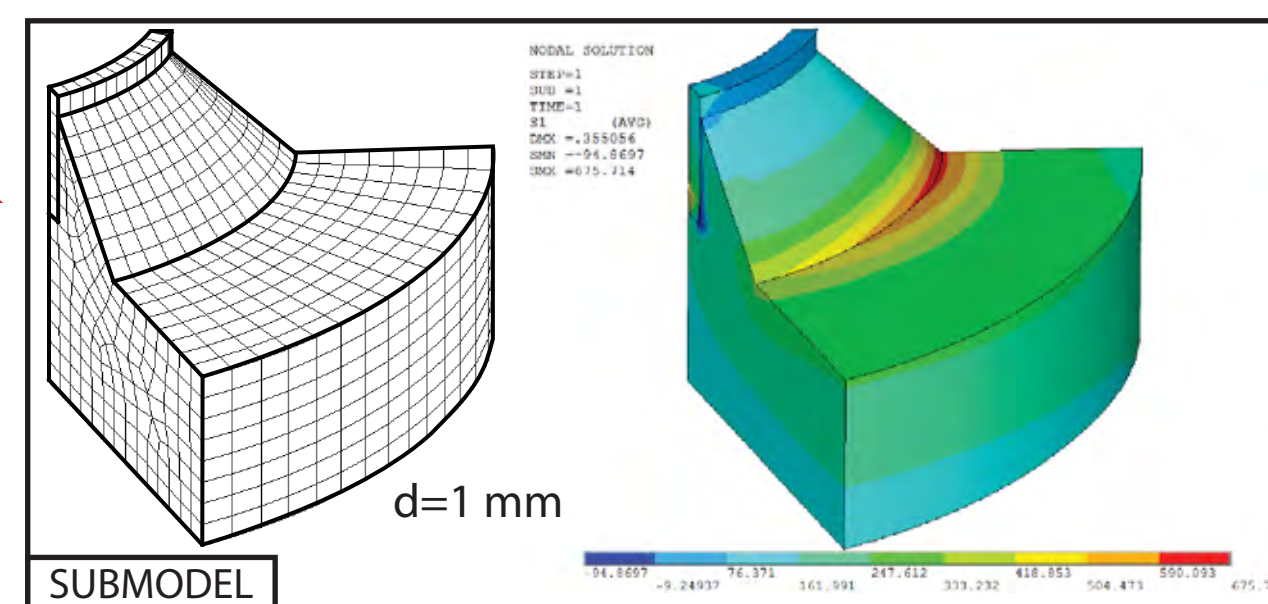 NODAL SOLUTION
STEP=1
SUB =1
TIME=1
S1 (AVG)
DMX =.355056
SMN =-94.8697
SMX =675.714
d=1 mm
SUBMODEL
-94.8697 76.371 247.612 418.853 590.093
-9.24937 161.991 333.232 504.473 675.7